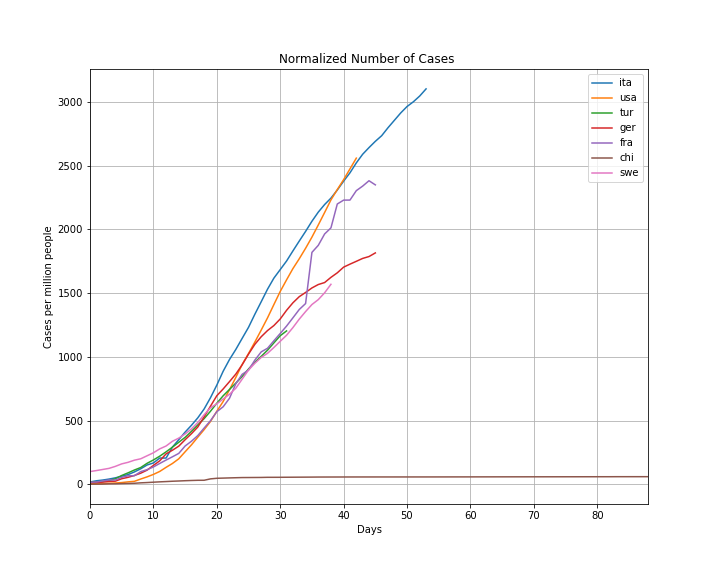 Normalized Number of Cases
Cases per million people
3000
2500
2000
1500
1000
500
0
ita
usa
tur
ger
fra
chi
swe
0 10 20 30 40 50 60 70 80
Days